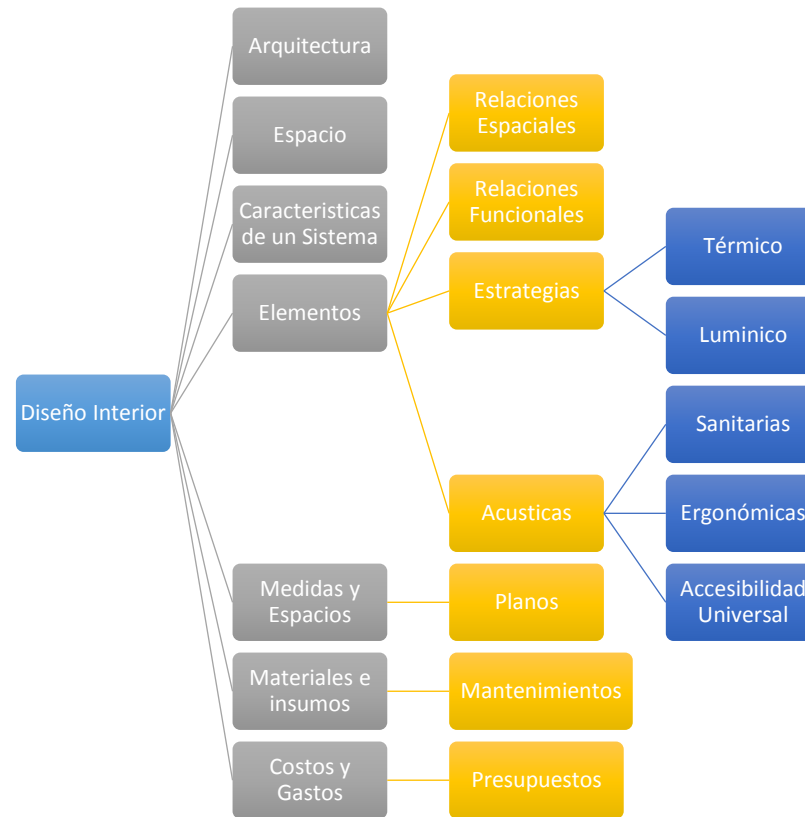 Diseño Interior
Arquitectura
Espacio
Caracteristicas
de un Sistema
Elementos
Relaciones
Espaciales
Relaciones
Funcionales
Estrategias
Térmico
Luminico
Acusticas
Sanitarias
Ergonómicas
Accesibilidad
Universal
Medidas y
Espacios
Planos
Materiales e
insumos
Mantenimientos
Costos y
Gastos
Presupuestos